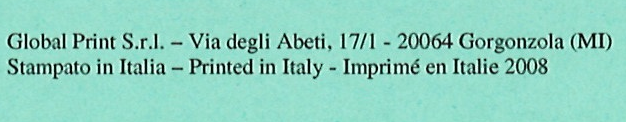 Global Print S.r.l. – Via degli Abeti, 17/1 - 20064 Gorgonzola (MI)
Stampato in Italia – Printed in Italy - Imprimé en Italie 2008